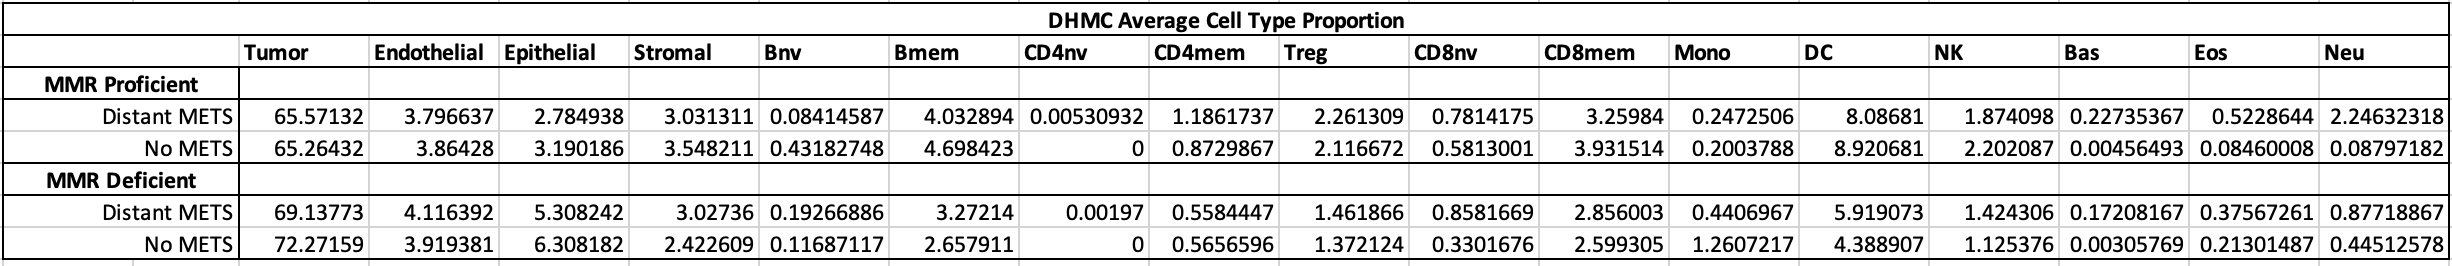 DHMC Average Cell Type Proportion
Tumor Endothelial Epithelial Stromal Bnv Bmem CD4nv CD4mem Treg CD8nv CD8mem Mono DC NK Bas Eos Neu
MMR Proficient
Distant METS 65.57132 3.796637 2.784938 3.031311 0.08414587 4.032894 0.00530932 1.1861737 2.261309 0.7814175 3.25984 0.2472506 8.08681 1.874098 0.22735367 0.5228644 2.24632318
No METS 65.26432 3.86428 3.190186 3.548211 0.43182748 4.698423 0 0.8729867 2.116672 0.5813001 3.931514 0.2003788 8.920681 2.202087 0.00456493 0.08460008 0.08797182
MMR Deficient
Distant METS 69.13773 4.116392 5.308242 3.02736 0.19266886 3.27214 0.00197 0.5584447 1.461866 0.8581669 2.856003 0.4406967 5.919073 1.424306 0.17208167 0.37567261 0.87718867
No METS 72.27159 3.919381 6.308182 2.422609 0.11687117 2.657911 0 0.5656596 1.372124 0.3301676 2.599305 1.2607217 4.388907 1.125376 0.00305769 0.21301487 0.44512578